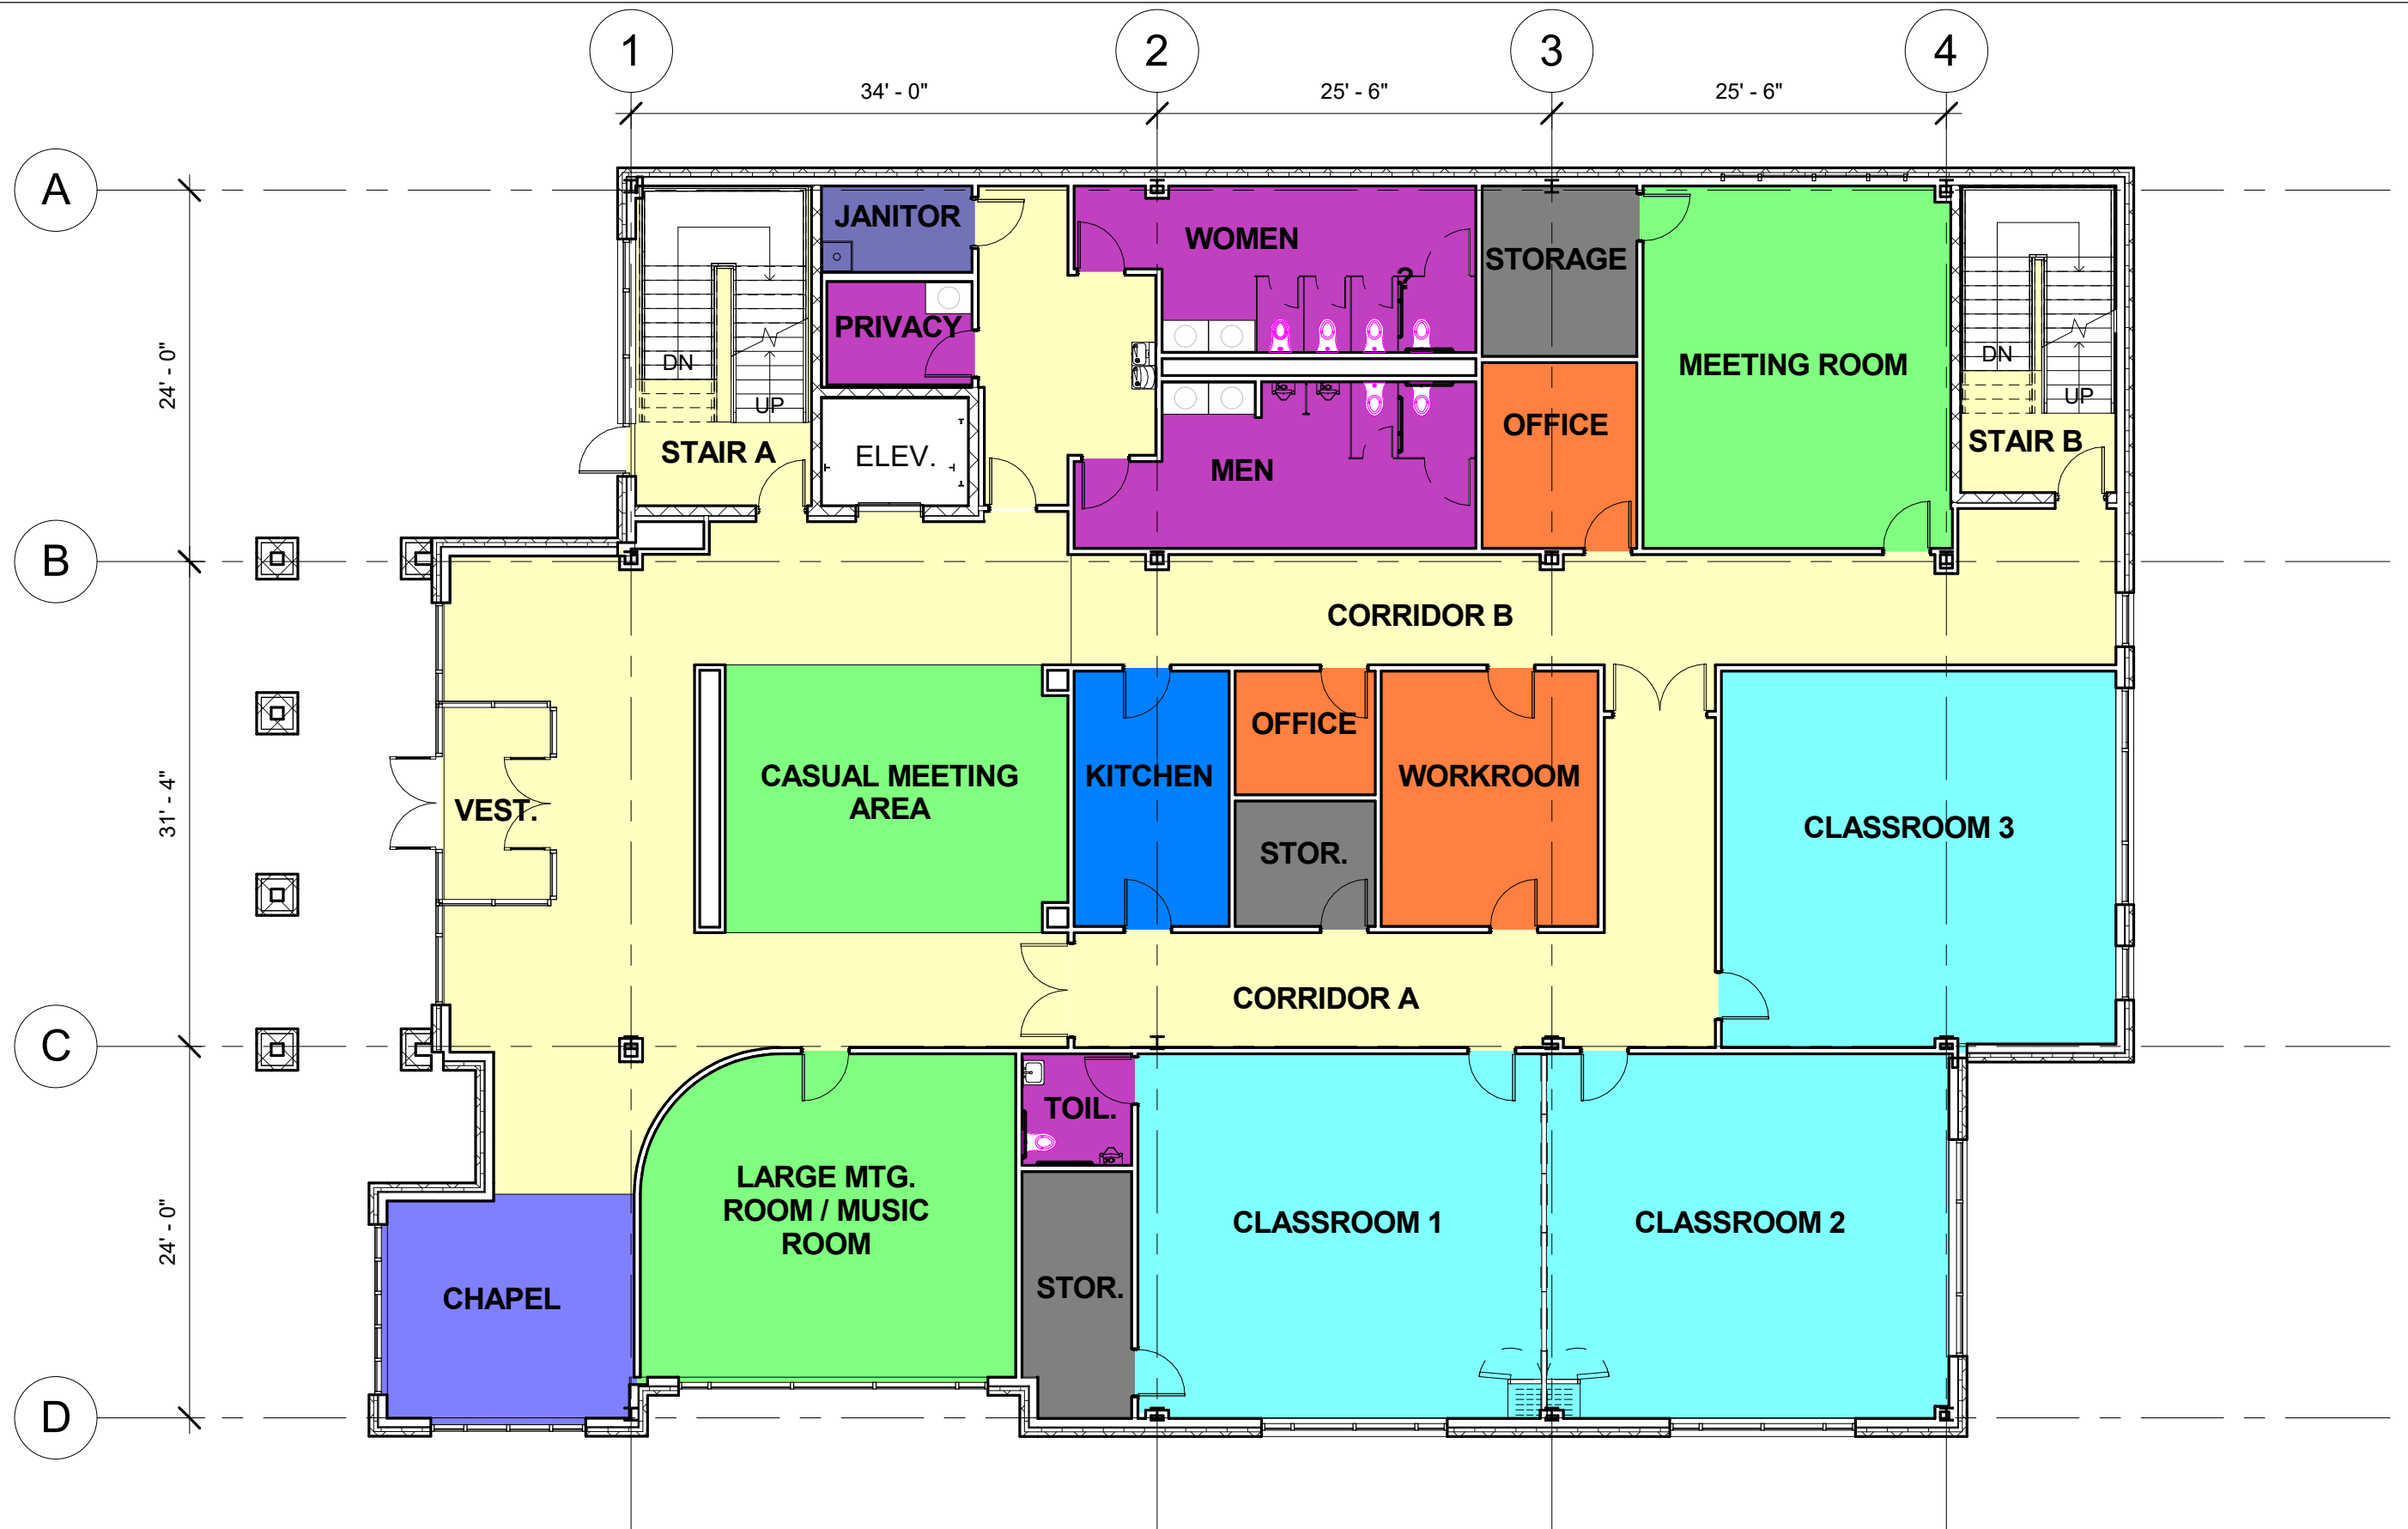 1
2
3
4
34' - 0"
25' - 6"
25' - 6"
A
JANITOR
WOMEN
STORAGE
?
PRIVACY
MEETING ROOM
24' - 0"
DN
UP
DN
UP
OFFICE
STAIR A
ELEV.
MEN
STAIR B
B
CORRIDOR B
OFFICE
CASUAL MEETING
AREA
KITCHEN
WORKROOM
31' - 4"
VEST.
CLASSROOM 3
STOR.
CORRIDOR A
C
TOIL.
LARGE MTG.
ROOM / MUSIC
ROOM
24' - 0"
CLASSROOM 1
CLASSROOM 2
CHAPEL
STOR.
D